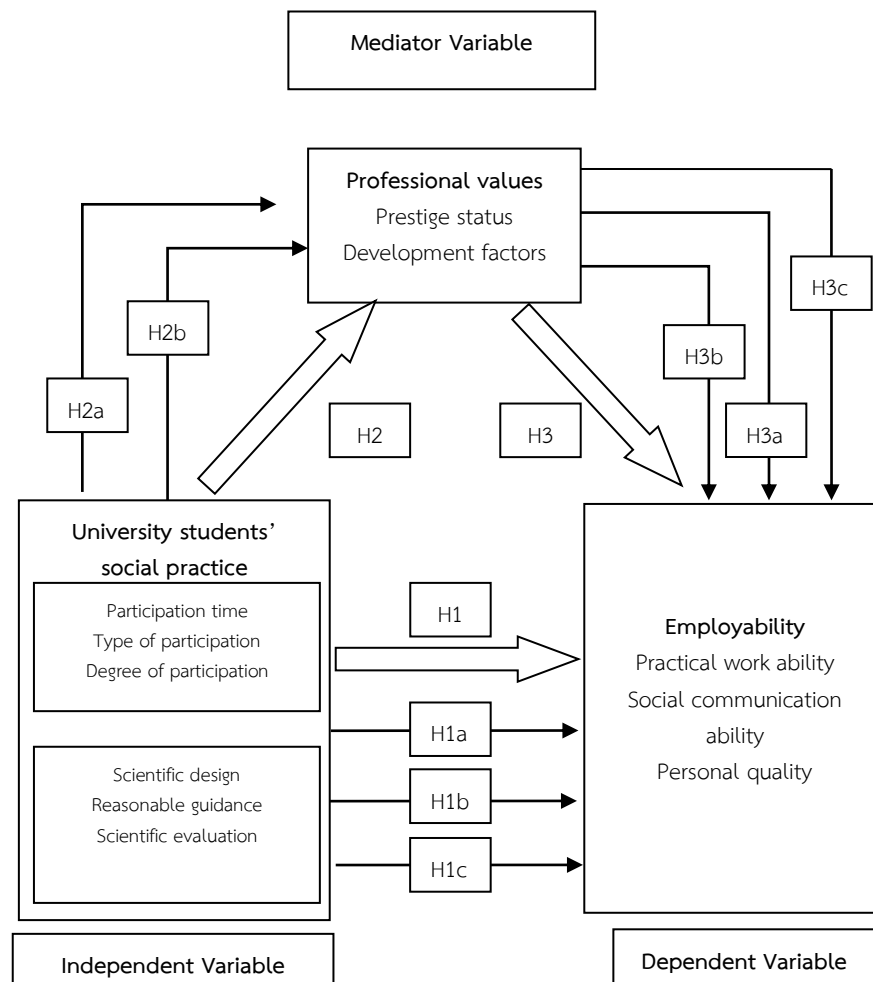 Mediator Variable
Professional values
Prestige status
Development factors
H3c
H2b
H3b
H2a
H2
H3
H3a
University students’
social practice
Participation time
Type of participation
Degree of participation
H1
Employability
Practical work ability
Social communication
ability
Personal quality
H1a
Scientific design
Reasonable guidance
Scientific evaluation
H1b
H1c
Independent Variable
Dependent Variable